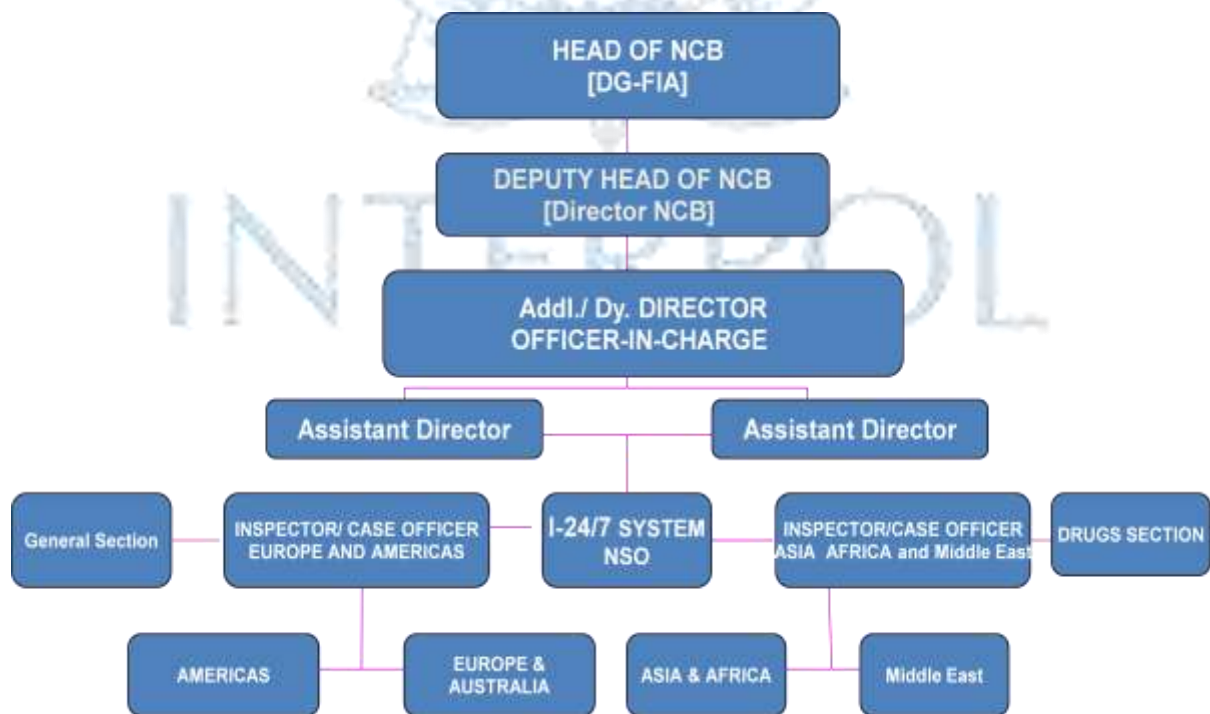 HEAD OF NCB
[DG-FIA]
DEPUTY HEAD OF NCB
[Director NCB]
INTERPOL
Addl./ Dy. DIRECTOR
OFFICER-IN-CHARGE
Assistant Director
Assistant Director
General Section
INSPECTOR/ CASE OFFICER
EUROPE AND AMERICAS
I-24/7 SYSTEM
NSO
INSPECTOR/CASE OFFICER
ASIA AFRICA and Middle East
DRUGS SECTION
AMERICAS
EUROPE &
AUSTRALIA
ASIA & AFRICA
Middle East